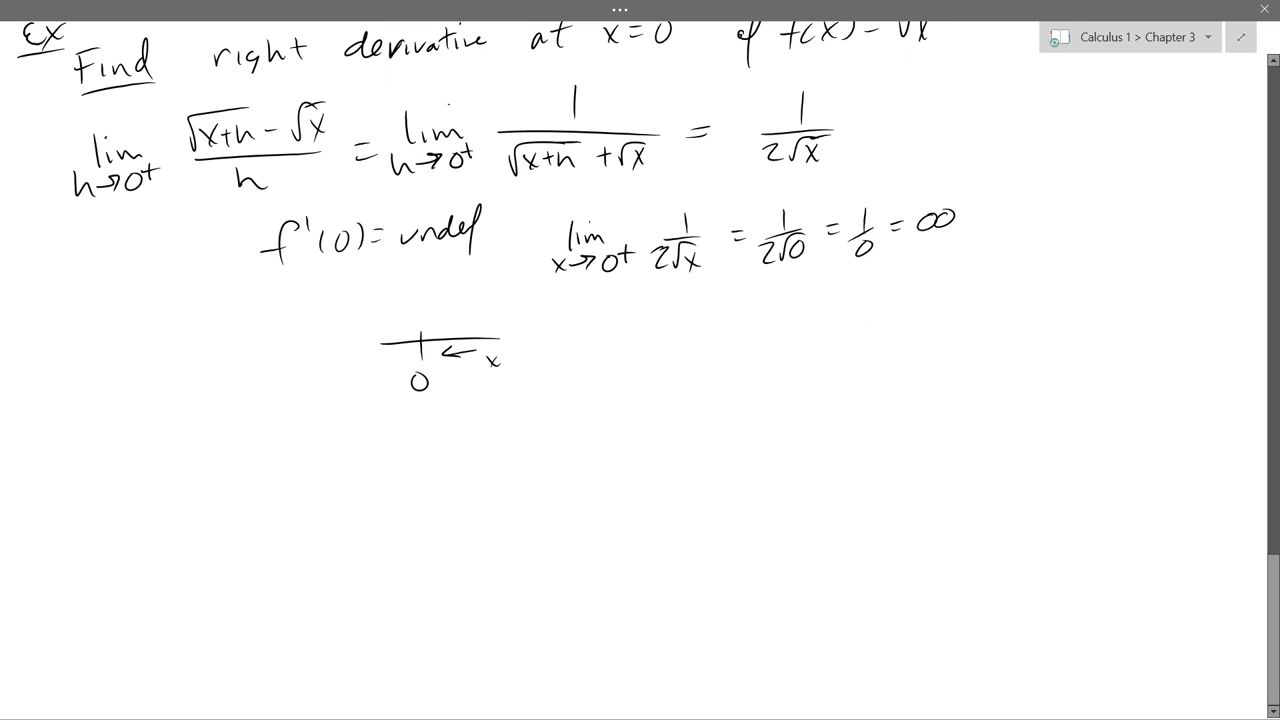 Ex
Find right derivative at x=0 of f(x) = √x
lim h→0⁺ (√(x+h) - √x)/h = lim h→0⁺ 1/(√(x+h) + √x) = 1/(2√x)
f'(0) = undef lim x→0⁺ 1/(2√x) = 1/(2√0) = 1/0 = ∞
x
0
Calculus 1 > Chapter 3